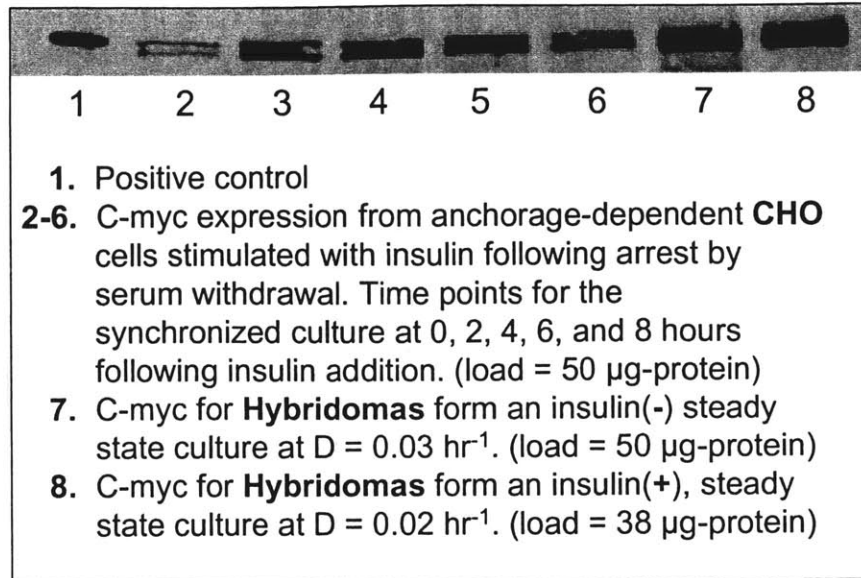 1 2 3 4 5 6 7 8
1. Positive control
2-6. C-myc expression from anchorage-dependent CHO
cells stimulated with insulin following arrest by
serum withdrawal. Time points for the
synchronized culture at 0, 2, 4, 6, and 8 hours
following insulin addition. (load = 50 µg-protein)
7. C-myc for Hybridomas form an insulin(-) steady
state culture at D = 0.03 hr⁻¹. (load = 50 µg-protein)
8. C-myc for Hybridomas form an insulin(+), steady
state culture at D = 0.02 hr⁻¹. (load = 38 µg-protein)